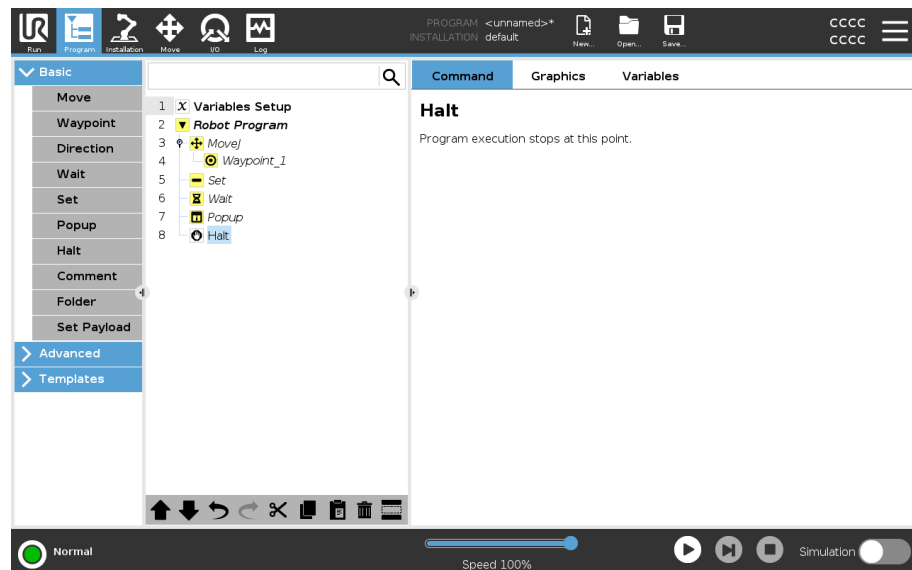 PROGRAM <unnamed>*
INSTALLATION default
CCCC
CCCC
Run
Program
Installation
Move
I/O
Log
New...
Open...
Save...
Basic
Move
Waypoint
Direction
Wait
Set
Popup
Halt
Comment
Folder
Set Payload
Advanced
Templates
1 X Variables Setup
2 Robot Program
3 MoveJ
4 Waypoint_1
5 Set
6 Wait
7 Popup
8 Halt
Command Graphics Variables
Halt
Program execution stops at this point.
Normal
Speed 100%
Simulation